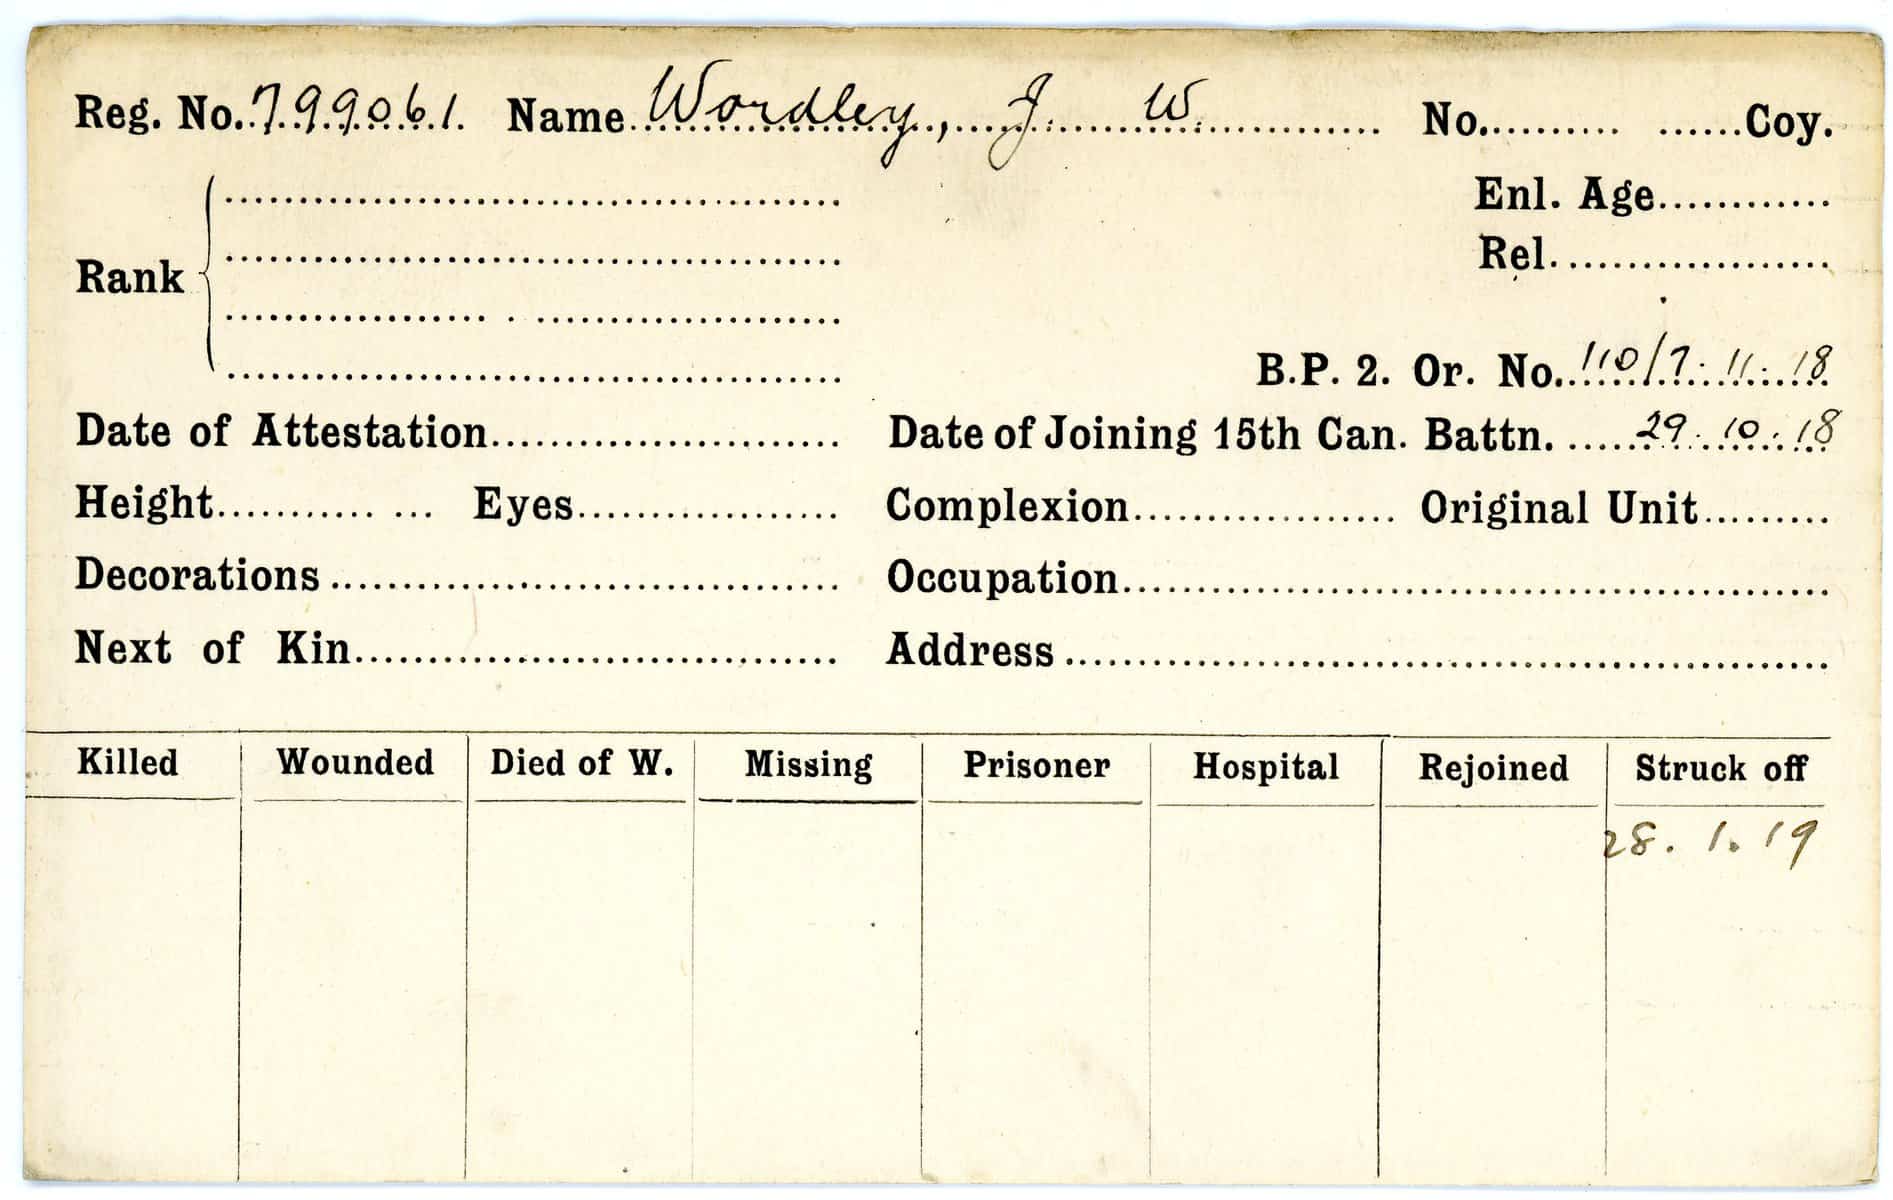 Reg. No. 799061. Name Wordley, J. W. No. Coy.
Enl. Age
Rel.
Rank
B.P. 2. Or. No. 110/7. 11. 18
Date of Attestation Date of Joining 15th Can. Battn. 29. 10. 18
Height Eyes Complexion Original Unit
Decorations Occupation
Next of Kin Address
Killed Wounded Died of W. Missing Prisoner Hospital Rejoined Struck off
28. 1. 19